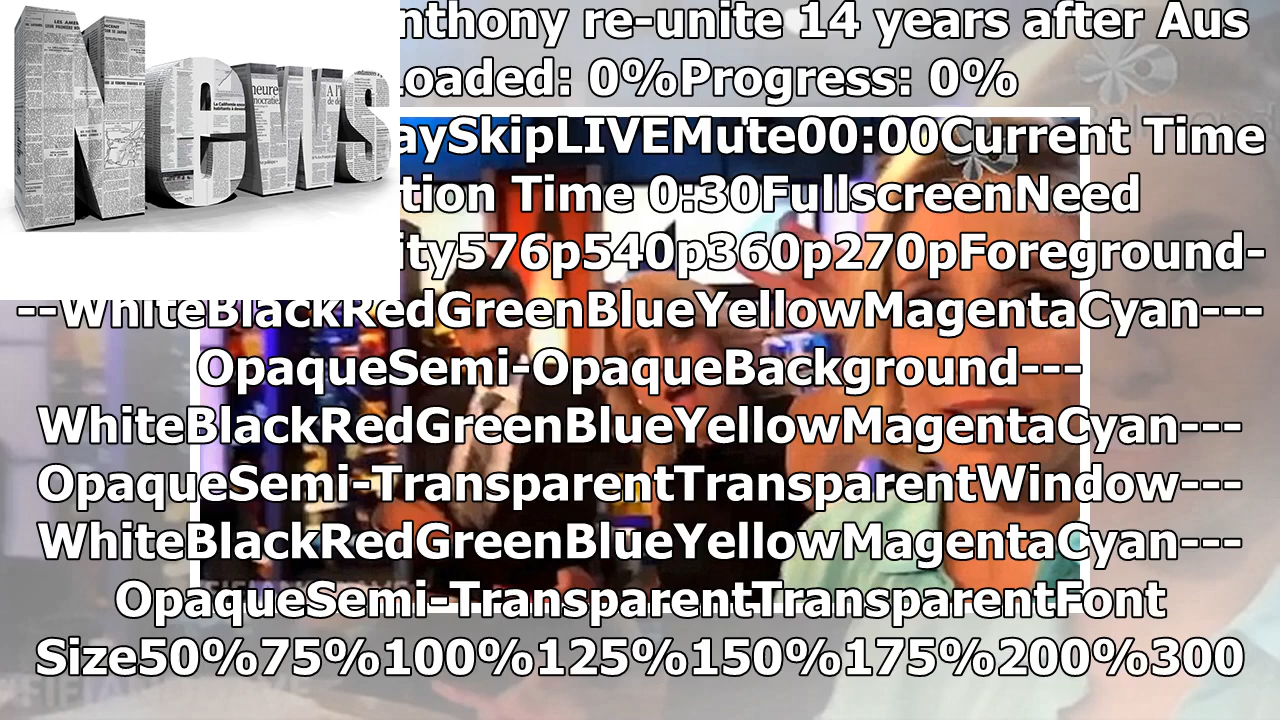 News
nthony re-unite 14 years after Aus
Loaded: 0%Progress: 0%
aySkipLIVEMute00:00Current Time
tion Time 0:30FullscreenNeed
ity576p540p360p270pForeground-
--WhiteBlackRedGreenBlueYellowMagentaCyan---
OpaqueSemi-OpaqueBackground---
WhiteBlackRedGreenBlueYellowMagentaCyan---
OpaqueSemi-TransparentTransparentWindow---
WhiteBlackRedGreenBlueYellowMagentaCyan---
OpaqueSemi-TransparentTransparentFont
Size50%75%100%125%150%175%200%300